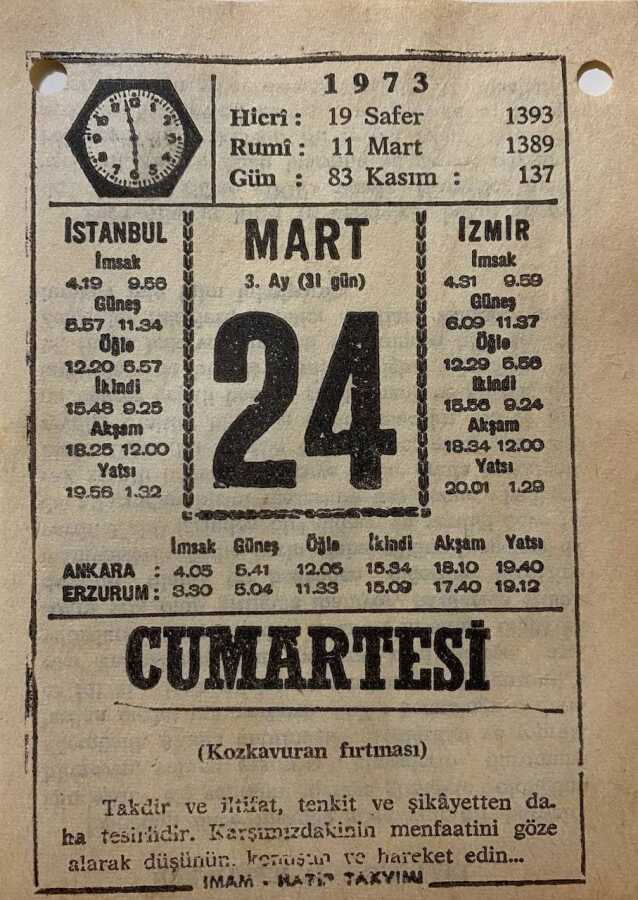 1973
Hicrî : 19 Safer 1393
Rumî : 11 Mart 1389
Gün : 83 Kasım : 137
İSTANBUL
İmsak
4.19 9.56
Güneş
5.57 11.34
Öğle
12.20 5.57
İkindi
15.48 9.25
Akşam
18.25 12.00
Yatsı
19.56 1.32
MART
3. Ay (31 gün)
24
İZMİR
İmsak
4.31 9.59
Güneş
6.09 11.37
Öğle
12.29 5.56
İkindi
15.56 9.24
Akşam
18.34 12.00
Yatsı
20.01 1.29
İmsak Güneş Öğle İkindi Akşam Yatsı
ANKARA : 4.05 5.41 12.05 15.34 18.10 19.40
ERZURUM : 3.30 5.04 11.33 15.09 17.40 19.12
CUMARTESİ
(Kozkavuran fırtınası)
Takdir ve iltifat, tenkit ve şikâyetten da-
ha tesirlidir. Karşımızdakinin menfaatini göze
alarak düşünün, konuşun ve hareket edin...
İMAM - HATİP TAKVİMİ